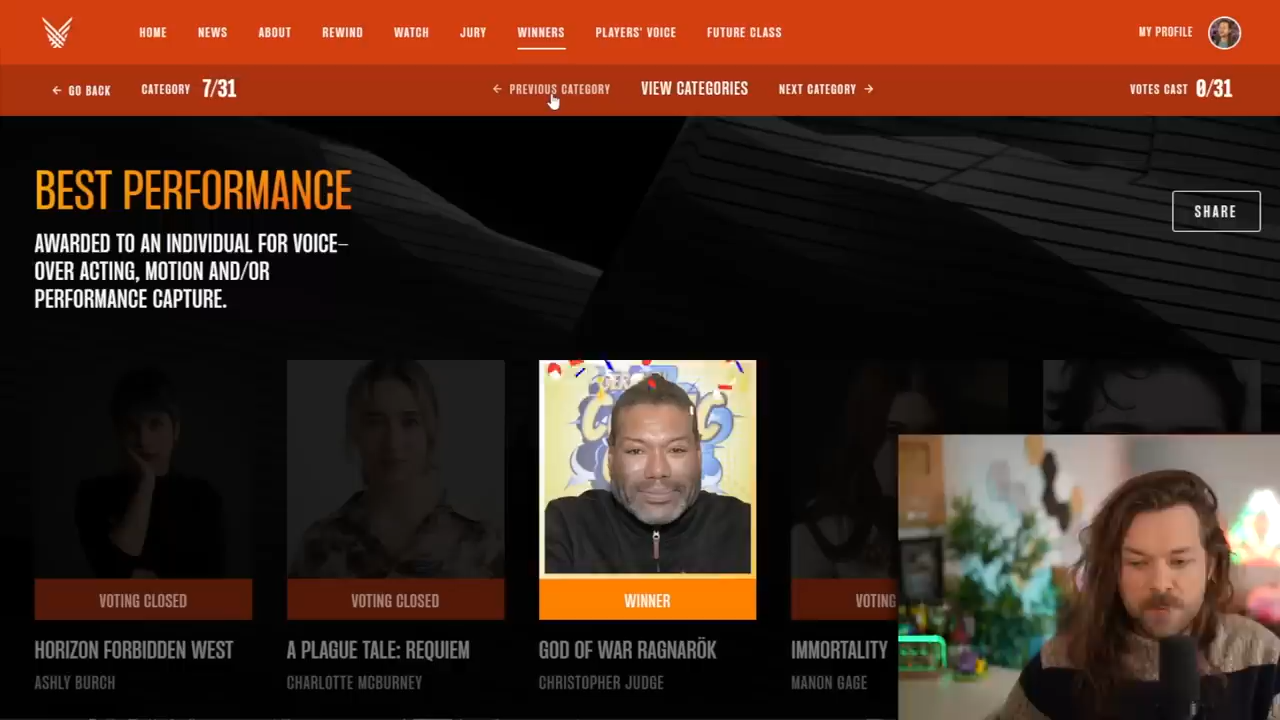 HOME NEWS ABOUT REWIND WATCH JURY WINNERS PLAYERS' VOICE FUTURE CLASS MY PROFILE
← GO BACK CATEGORY 7/31 ← PREVIOUS CATEGORY VIEW CATEGORIES NEXT CATEGORY → VOTES CAST 0/31
BEST PERFORMANCE
SHARE
AWARDED TO AN INDIVIDUAL FOR VOICE-
OVER ACTING, MOTION AND/OR
PERFORMANCE CAPTURE.
VOTING CLOSED VOTING CLOSED WINNER VOTING
HORIZON FORBIDDEN WEST A PLAGUE TALE: REQUIEM GOD OF WAR RAGNARÖK IMMORTALITY
ASHLY BURCH CHARLOTTE MCBURNEY CHRISTOPHER JUDGE MANON GAGE